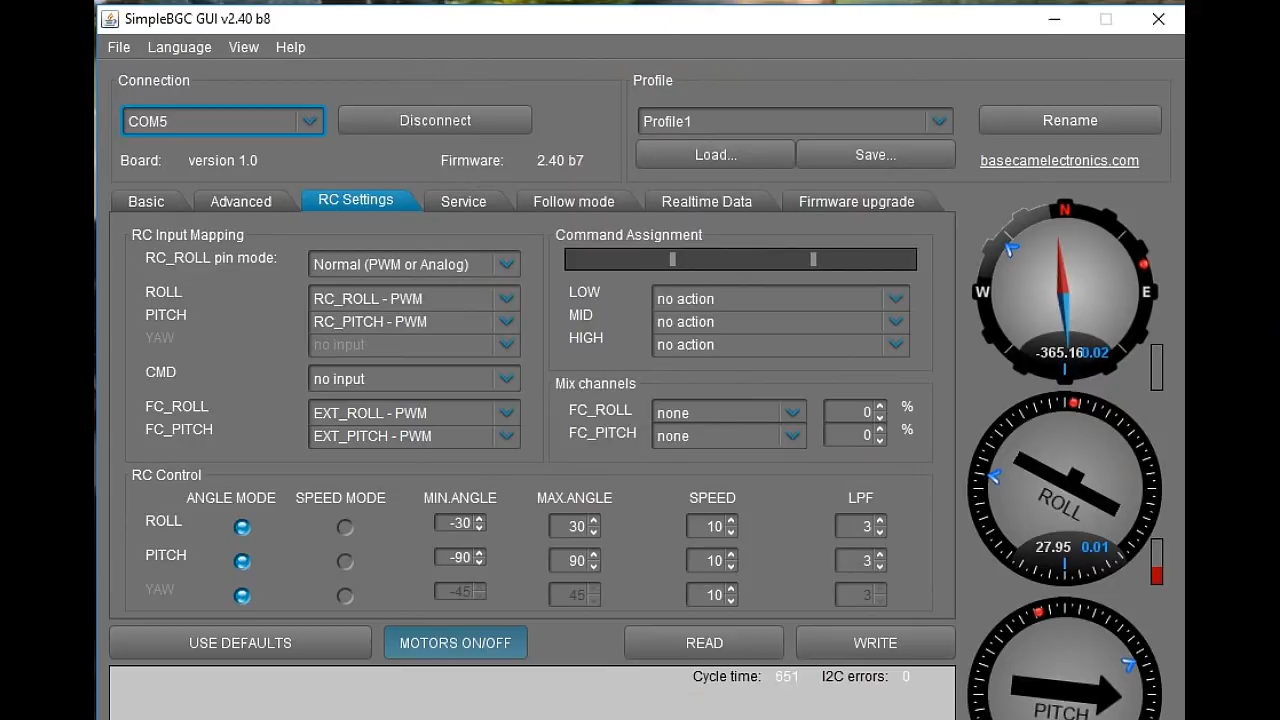 SimpleBGC GUI v2.40 b8
File Language View Help
Connection
Profile
COM5
Disconnect
Profile1
Rename
Load...
Save...
Board: version 1.0
Firmware: 2.40 b7
basecamelectronics.com
Basic
Advanced
RC Settings
Service
Follow mode
Realtime Data
Firmware upgrade
RC Input Mapping
RC_ROLL pin mode: Normal (PWM or Analog)
ROLL RC_ROLL - PWM
PITCH RC_PITCH - PWM
YAW no input
CMD no input
FC_ROLL EXT_ROLL - PWM
FC_PITCH EXT_PITCH - PWM
Command Assignment
LOW no action
MID no action
HIGH no action
Mix channels
FC_ROLL none 0 %
FC_PITCH none 0 %
RC Control
ANGLE MODE SPEED MODE MIN.ANGLE MAX.ANGLE SPEED LPF
ROLL -30 30 10 3
PITCH -90 90 10 3
YAW -45 45 10 3
USE DEFAULTS
MOTORS ON/OFF
READ
WRITE
Cycle time: 651 I2C errors: 0
N
W E
-365.16 0.02
ROLL
27.95 0.01
PITCH